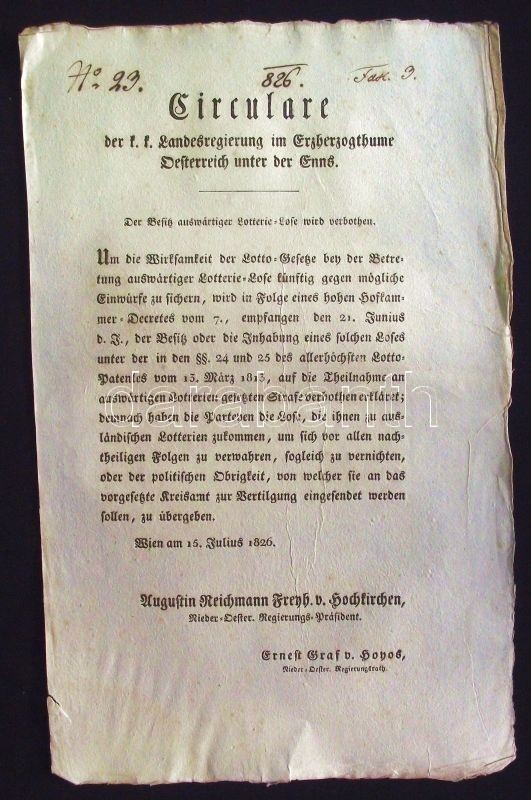 No 23. 826. Fasc. 3.
Circulare
der k. k. Landesregierung im Erzherzogthume
Oesterreich unter der Enns.
Der Besitz auswärtiger Lotterie-Lose wird verbothen.
Um die Wirksamkeit der Lotto-Gesetze bey der Betre-
tung auswärtiger Lotterie-Lose künftig gegen mögliche
Einwürfe zu sichern, wird in Folge eines hohen Hofkam-
mer-Decretes vom 7., empfangen den 21. Junius
d. J., der Besitz oder die Inhabung eines solchen Loses
unter der in den §§. 24 und 25 des allerhöchsten Lotto-
Patentes vom 13. März 1813, auf die Theilnahme an
auswärtigen Lotterien gesetzten Strafe verbothen erkläret;
demnach haben die Parteyen die Lose, die ihnen zu aus-
ländischen Lotterien zukommen, um sich vor allen nach-
theiligen Folgen zu verwahren, sogleich zu vernichten,
oder der politischen Obrigkeit, von welcher sie an das
vorgesetzte Kreisamt zur Vertilgung eingesendet werden
sollen, zu übergeben.
Wien am 15. Julius 1826.
Augustin Reichmann Freyh. v. Hochkirchen,
Nieder-Oester. Regierungs-Präsident.
Ernest Graf v. Hoyos,
Nieder-Oester. Regierungsrath.
darabanth